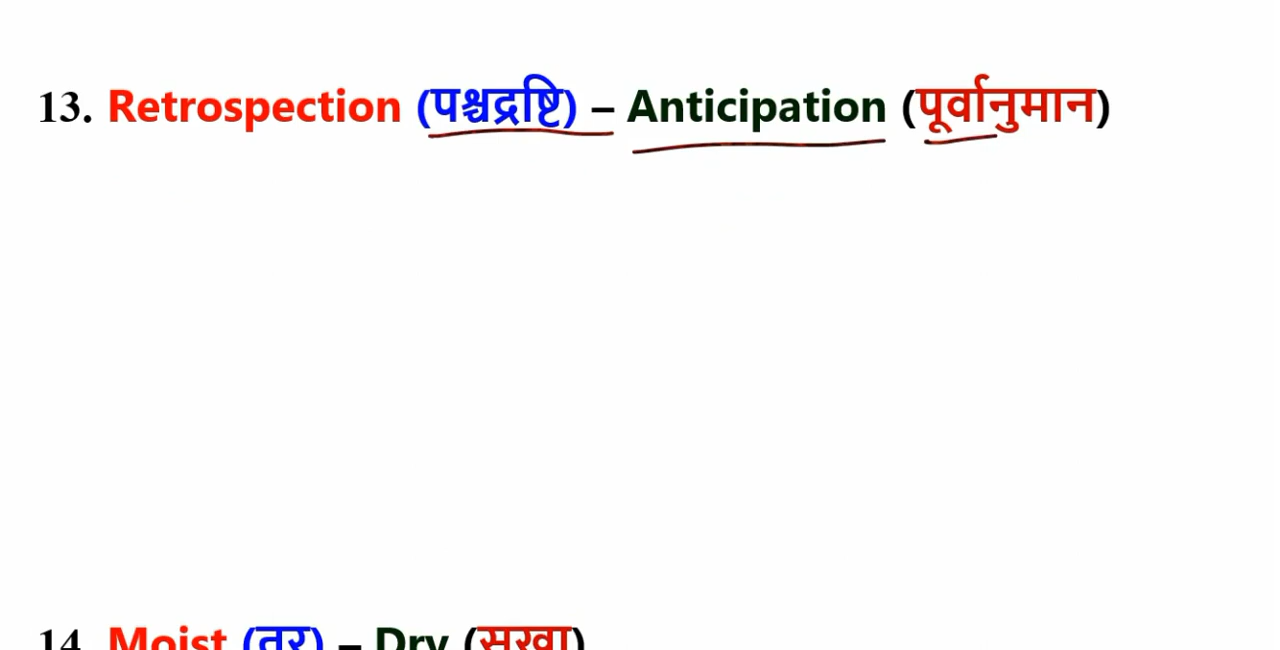 13. Retrospection (पश्चद्रष्टि) – Anticipation (पूर्वानुमान)
14. Moist (तर) – Dry (सूखा)